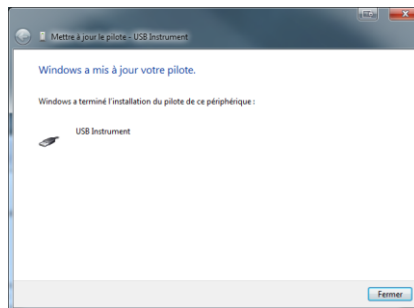 Mettre à jour le pilote - USB Instrument
Windows a mis à jour votre pilote.
Windows a terminé l'installation du pilote de ce périphérique :
USB Instrument
Fermer